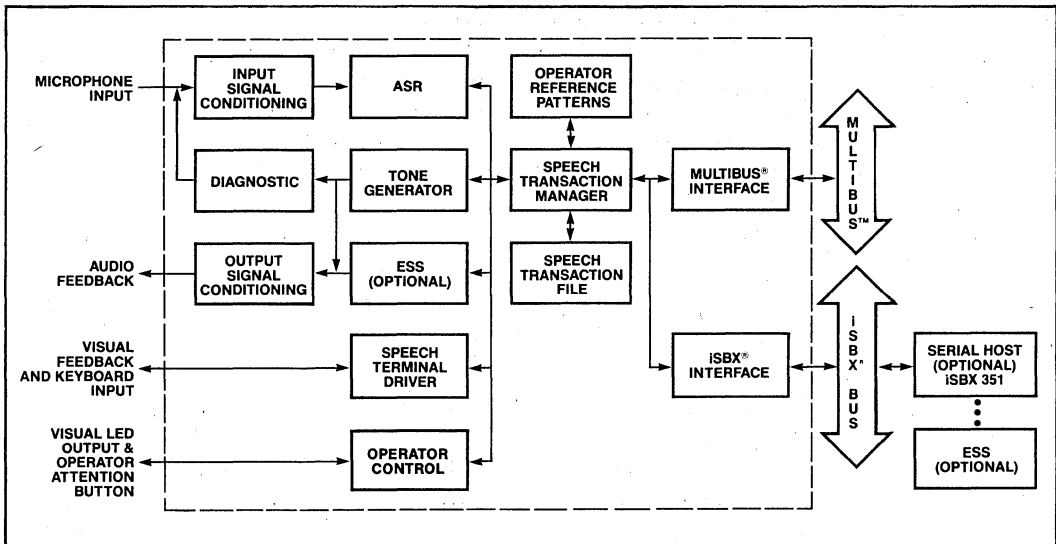 MICROPHONE
INPUT
INPUT
SIGNAL
CONDITIONING
ASR
OPERATOR
REFERENCE
PATTERNS
DIAGNOSTIC
TONE
GENERATOR
SPEECH
TRANSACTION
MANAGER
MULTIBUS®
INTERFACE
MULTIBUS™
AUDIO
FEEDBACK
OUTPUT
SIGNAL
CONDITIONING
ESS
(OPTIONAL)
SPEECH
TRANSACTION
FILE
VISUAL
FEEDBACK
AND KEYBOARD
INPUT
SPEECH
TERMINAL
DRIVER
iSBX®
INTERFACE
iSBX" BUS
SERIAL HOST
(OPTIONAL)
iSBX 351
VISUAL LED
OUTPUT &
OPERATOR
ATTENTION
BUTTON
OPERATOR
CONTROL
ESS
(OPTIONAL)